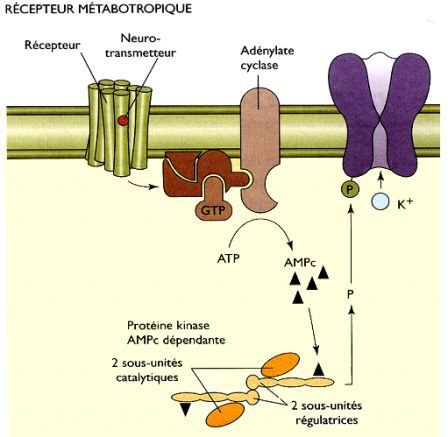 RÉCEPTEUR MÉTABOTROPIQUE
Récepteur
Neuro-
transmetteur
Adénylate
cyclase
GTP
P
K+
ATP
AMPc
P
Protéine kinase
AMPc dépendante
2 sous-unités
catalytiques
2 sous-unités
régulatrices